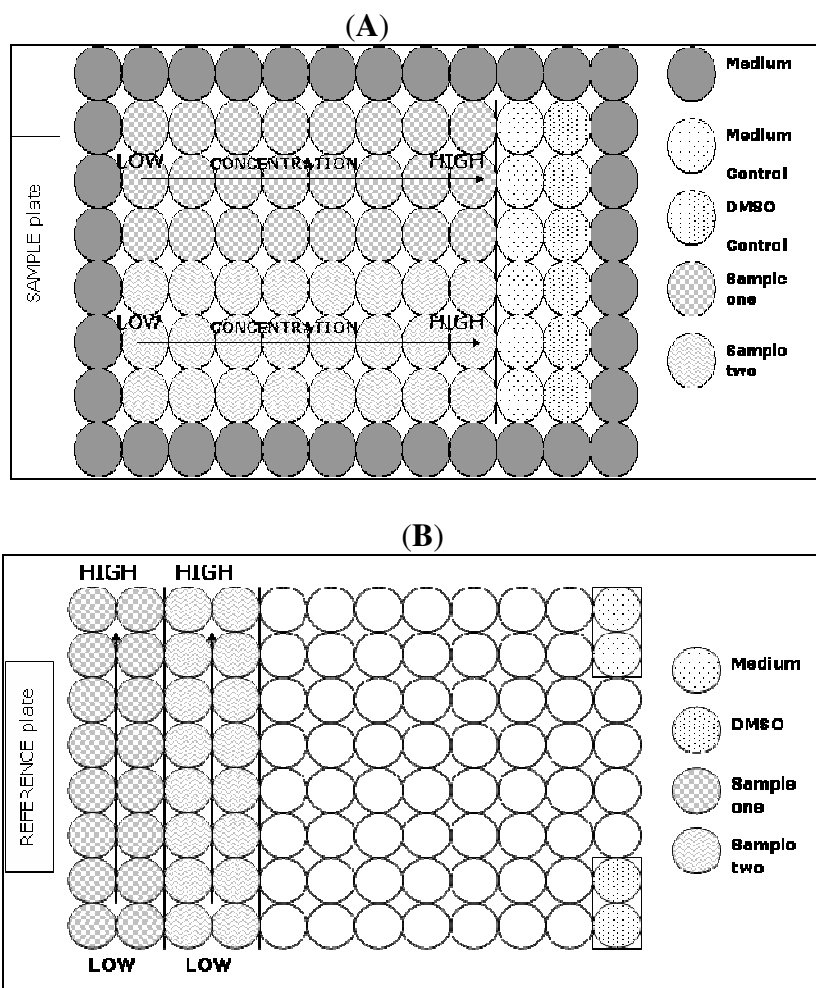 (A)
SAMPLE plate
LOW CONCENTRATION HIGH
LOW CONCENTRATION HIGH
Medium
Medium
Control
DMSO
Control
Sample
one
Sample
two
(B)
REFERENCE plate
HIGH HIGH
LOW LOW
Medium
DMSO
Sample
one
Sample
two